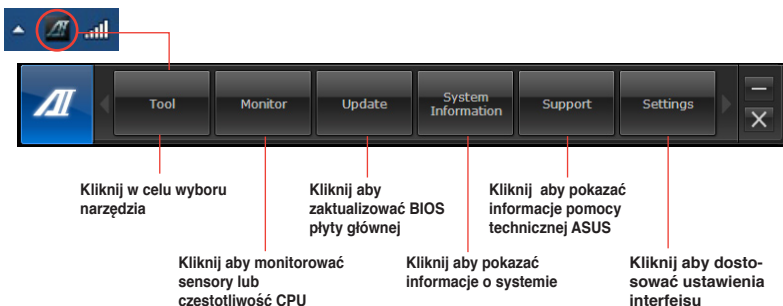 AI
Tool
Monitor
Update
System
Information
Support
Settings
Kliknij w celu wyboru
narzędzia
Kliknij aby
zaktualizować BIOS
płyty głównej
Kliknij  aby pokazać
informacje pomocy
technicznej ASUS
Kliknij aby monitorować
sensory lub
częstotliwość CPU
Kliknij aby pokazać
informacje o systemie
Kliknij aby dosto-
sować ustawienia
interfejsu